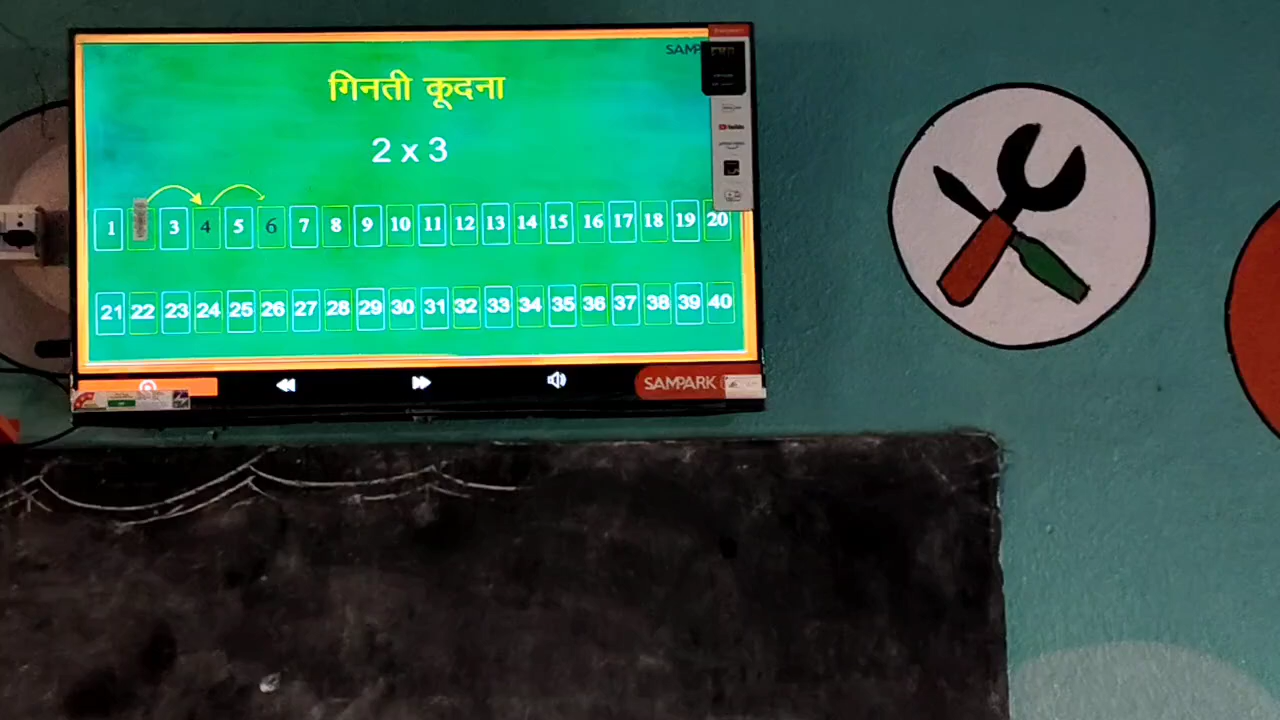 SAMP
गिनती कूदना
2 x 3
1 3 4 5 6 7 8 9 10 11 12 13 14 15 16 17 18 19 20
21 22 23 24 25 26 27 28 29 30 31 32 33 34 35 36 37 38 39 40
SAMPARK